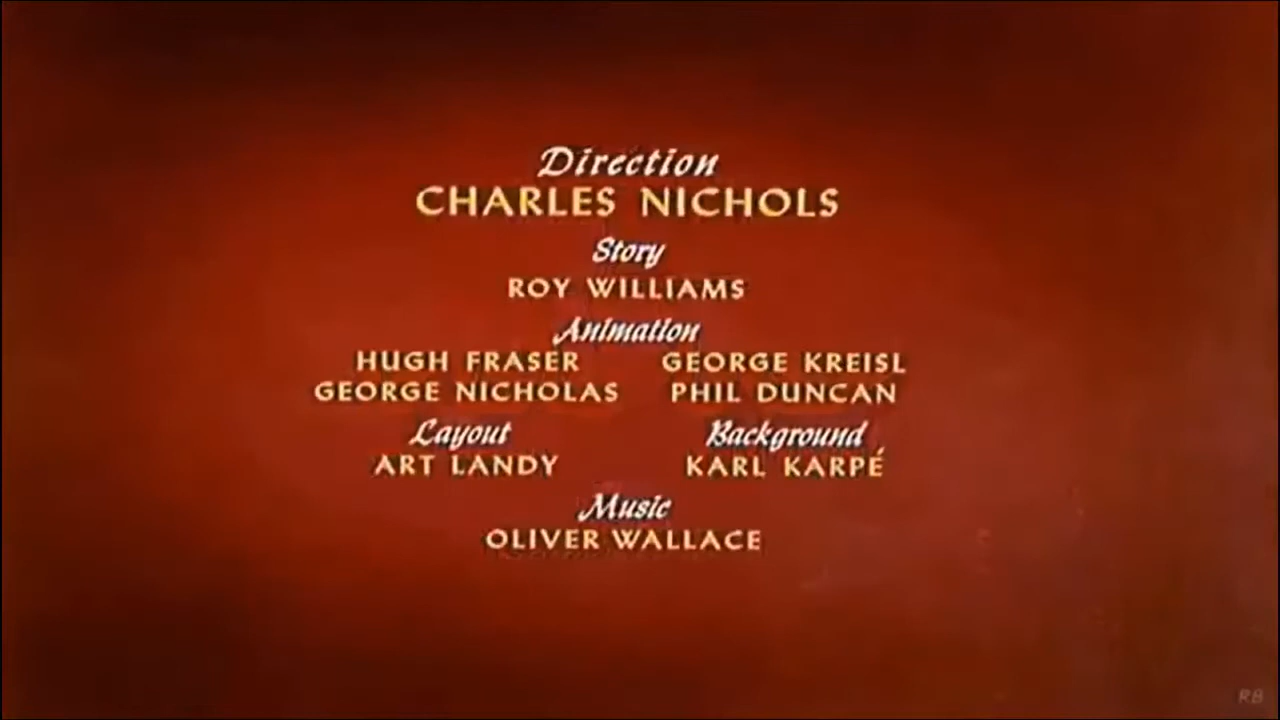 Direction
CHARLES NICHOLS
Story
ROY WILLIAMS
Animation
HUGH FRASER GEORGE KREISL
GEORGE NICHOLAS PHIL DUNCAN
Layout Background
ART LANDY KARL KARPÉ
Music
OLIVER WALLACE
RB